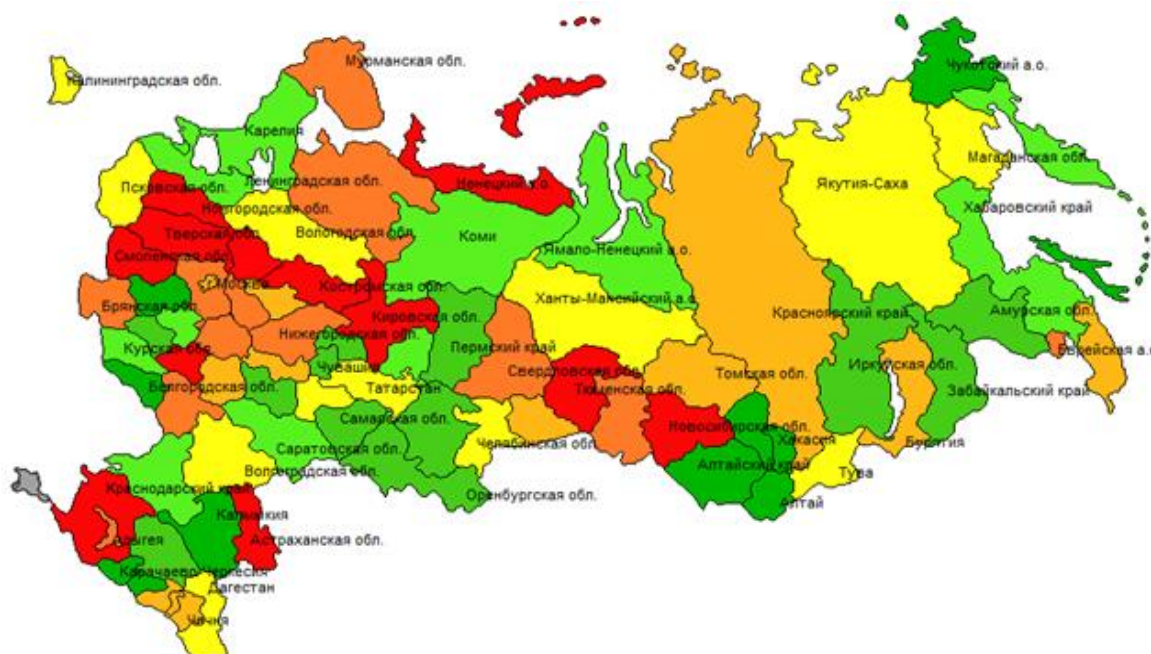 Мурманская обл.
Калининградская обл.
Чукотский а.о.
Карелия
Магаданская обл.
Псковская обл.
Ленинградская обл.
Ненецкий а.о.
Якутия-Саха
Новгородская обл.
Хабаровский край
Тверская обл.
Вологодская обл.
Коми
Смоленская обл.
Ямало-Ненецкий а.о.
Москва
Костромская обл.
Ханты-Мансийский а.о.
Брянская обл.
Красноярский край
Амурская обл.
Кировская обл.
Нижегородская обл.
Курская обл.
Пермский край
Еврейская а.о
Чувашия
Свердловская обл.
Иркутская обл.
Томская обл.
Белгородская обл.
Татарстан
Тюменская обл.
Забайкальский край
Самарская обл.
Новосибирская обл.
Хакасия
Челябинская обл.
Бурятия
Саратовская обл.
Алтайский край
Волгоградская обл.
Тува
Краснодарский край
Оренбургская обл.
Алтай
Калмыкия
Адыгея
Астраханская обл.
Карачаево-Черкесия
Дагестан
Чечня